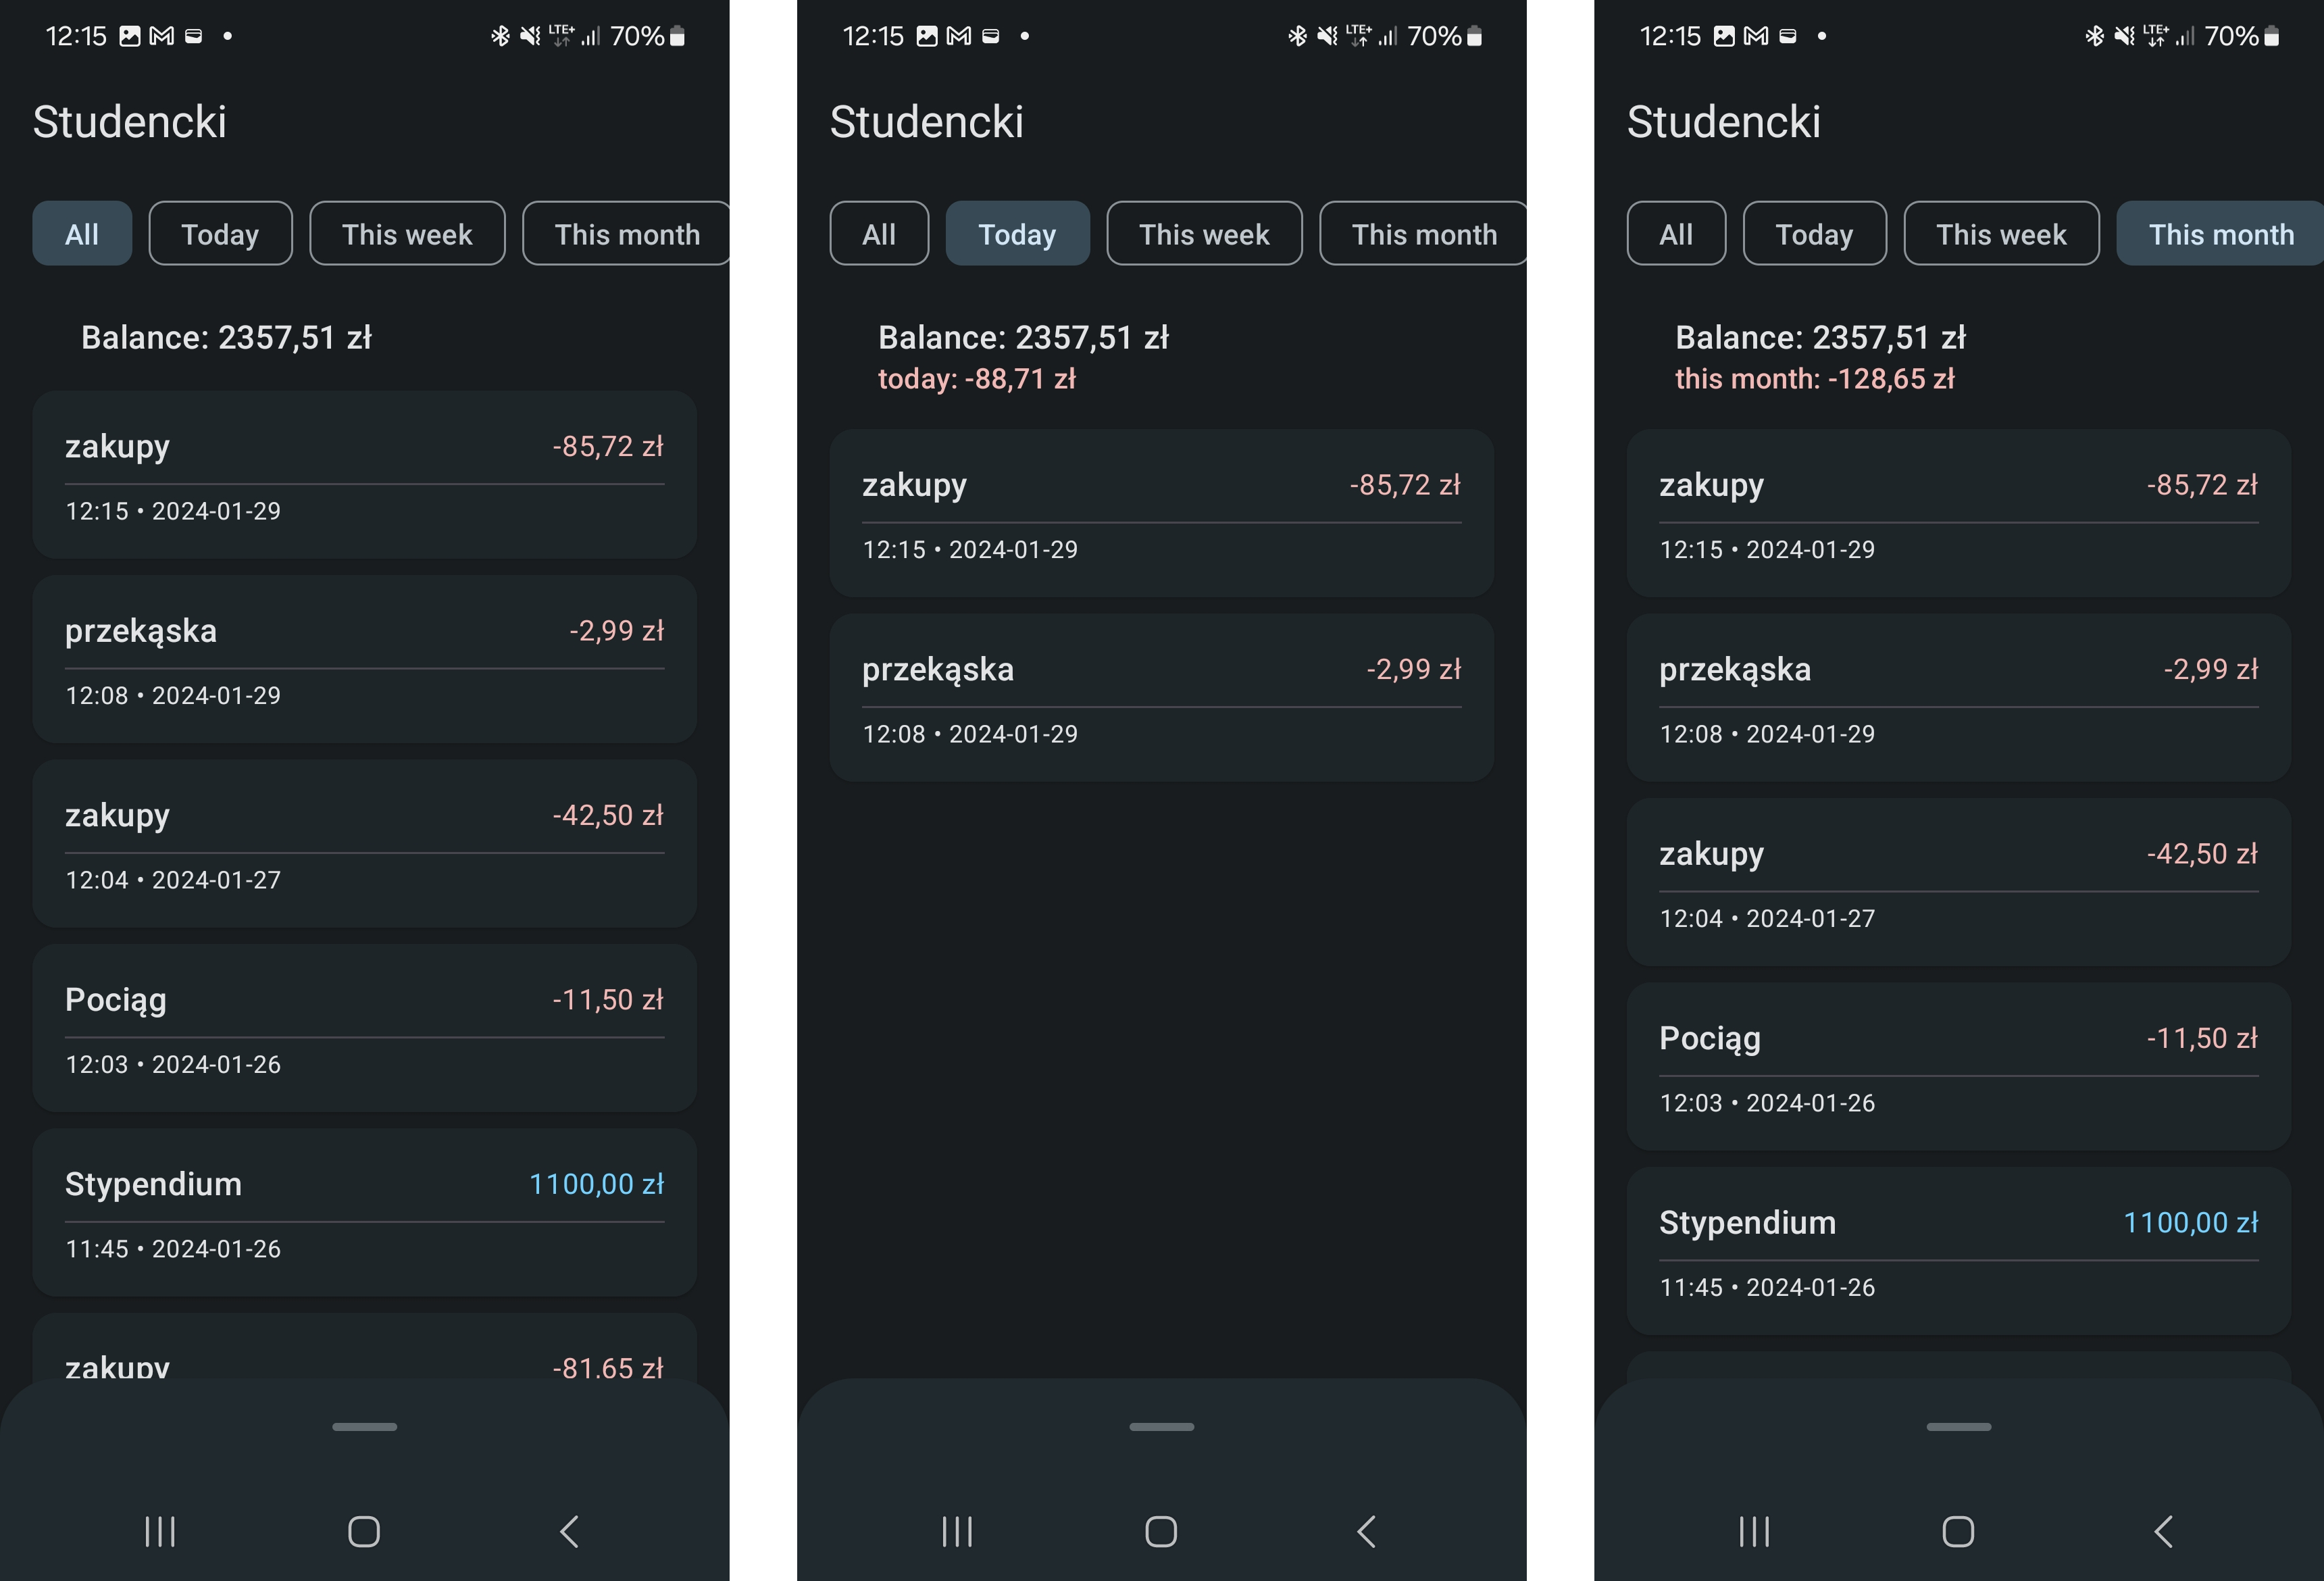 12:15
LTE+
70%
Studencki
All
Today
This week
This month
Balance: 2357,51 zł
zakupy
-85,72 zł
12:15 • 2024-01-29
przekąska
-2,99 zł
12:08 • 2024-01-29
zakupy
-42,50 zł
12:04 • 2024-01-27
Pociąg
-11,50 zł
12:03 • 2024-01-26
Stypendium
1100,00 zł
11:45 • 2024-01-26
zakupy
-81,65 zł
12:15
LTE+
70%
Studencki
All
Today
This week
This month
Balance: 2357,51 zł
today: -88,71 zł
zakupy
-85,72 zł
12:15 • 2024-01-29
przekąska
-2,99 zł
12:08 • 2024-01-29
12:15
LTE+
70%
Studencki
All
Today
This week
This month
Balance: 2357,51 zł
this month: -128,65 zł
zakupy
-85,72 zł
12:15 • 2024-01-29
przekąska
-2,99 zł
12:08 • 2024-01-29
zakupy
-42,50 zł
12:04 • 2024-01-27
Pociąg
-11,50 zł
12:03 • 2024-01-26
Stypendium
1100,00 zł
11:45 • 2024-01-26